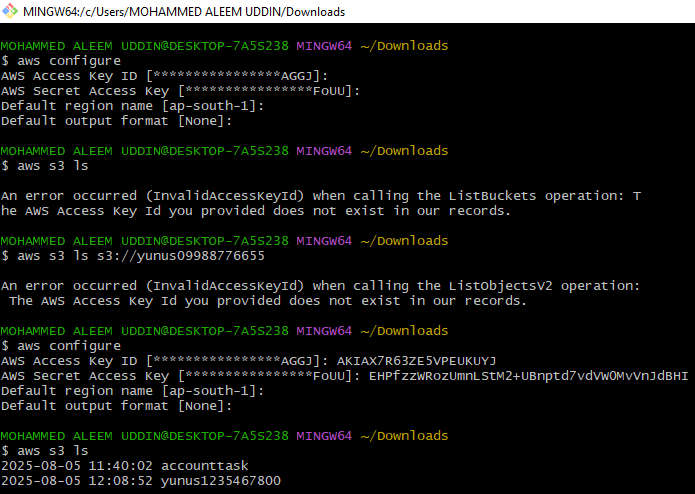 MINGW64:/c/Users/MOHAMMED ALEEM UDDIN/Downloads
MOHAMMED ALEEM UDDIN@DESKTOP-7A5S238 MINGW64 ~/Downloads
$ aws configure
AWS Access Key ID [****************AGGJ]:
AWS Secret Access Key [****************FoUU]:
Default region name [ap-south-1]:
Default output format [None]:
MOHAMMED ALEEM UDDIN@DESKTOP-7A5S238 MINGW64 ~/Downloads
$ aws s3 ls
An error occurred (InvalidAccessKeyId) when calling the ListBuckets operation: T
he AWS Access Key Id you provided does not exist in our records.
MOHAMMED ALEEM UDDIN@DESKTOP-7A5S238 MINGW64 ~/Downloads
$ aws s3 ls s3://yunus09988776655
An error occurred (InvalidAccessKeyId) when calling the ListObjectsV2 operation:
 The AWS Access Key Id you provided does not exist in our records.
MOHAMMED ALEEM UDDIN@DESKTOP-7A5S238 MINGW64 ~/Downloads
$ aws configure
AWS Access Key ID [****************AGGJ]: AKIAX7R63ZE5VPEUKUYJ
AWS Secret Access Key [****************FoUU]:
Default region name [ap-south-1]:
Default output format [None]:
MOHAMMED ALEEM UDDIN@DESKTOP-7A5S238 MINGW64 ~/Downloads
$ aws s3 ls
2025-08-05 11:40:02 accounttask
2025-08-05 12:08:52 yunus1235467800